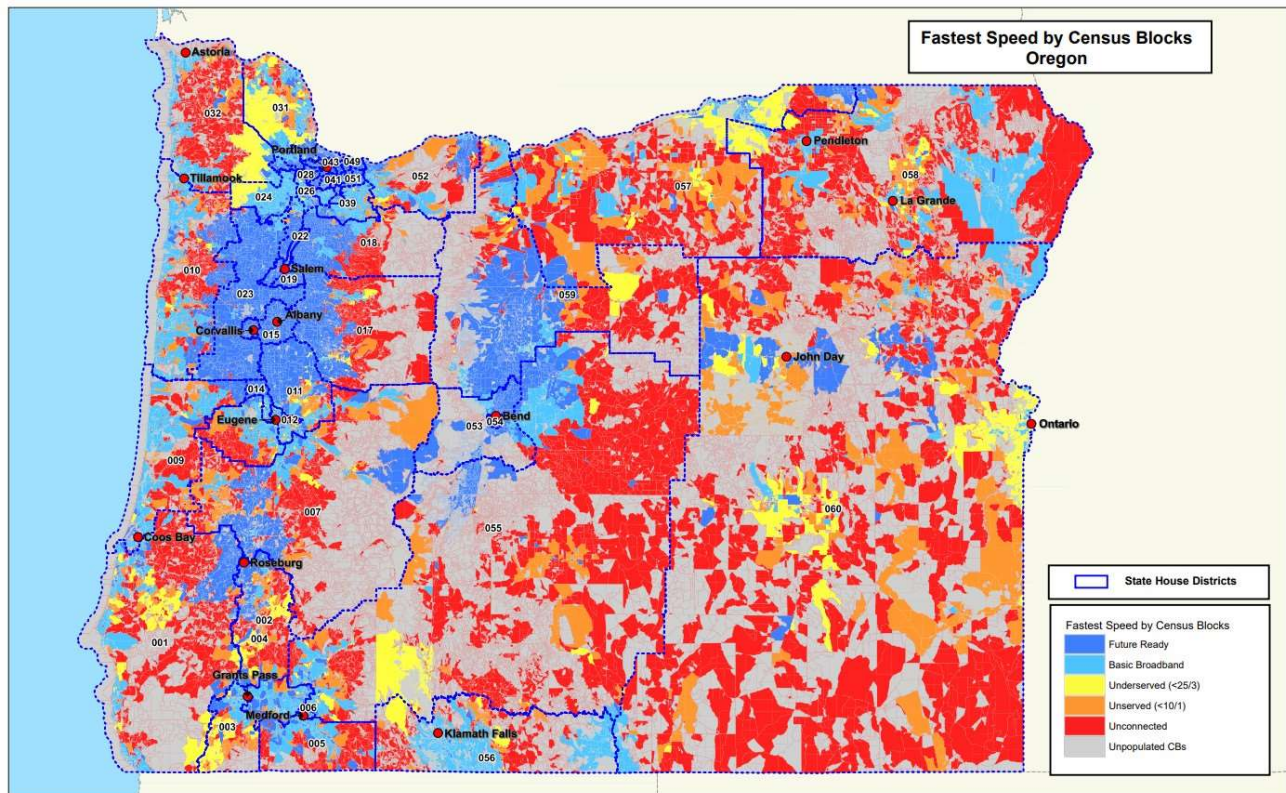 Fastest Speed by Census Blocks
Oregon
Astoria
031
032
Portland
043
049
Pendleton
Tillamook
028
041
051
052
057
058
026
024
039
La Grande
022
018
010
Salem
019
023
059
Albany
017
Corvallis
015
John Day
014
011
Eugene
012
053
054
Bend
Ontario
009
007
060
055
Coos Bay
Roseburg
002
001
004
Grants Pass
006
Medford
003
005
Klamath Falls
056
State House Districts
Fastest Speed by Census Blocks
Future Ready
Basic Broadband
Underserved (<25/3)
Unserved (<10/1)
Unconnected
Unpopulated CBs